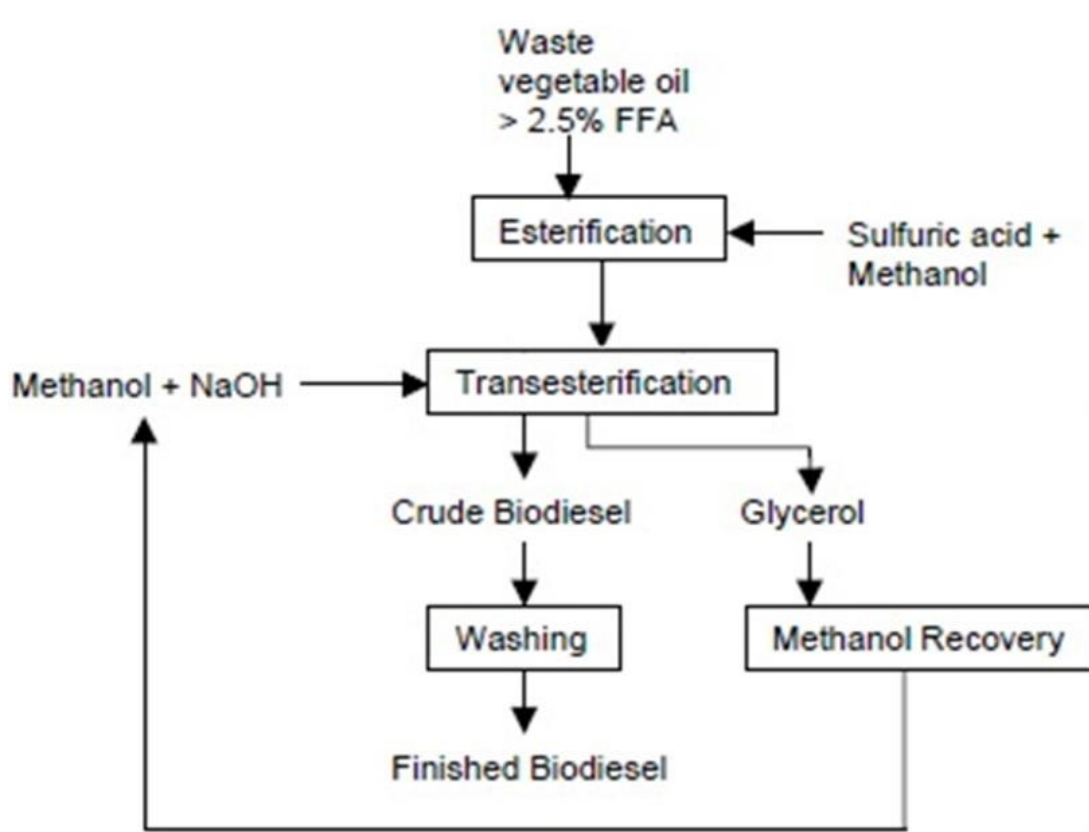 Waste
vegetable oil
> 2.5% FFA
Esterification
Sulfuric acid +
Methanol
Methanol + NaOH
Transesterification
Crude Biodiesel
Glycerol
Washing
Methanol Recovery
Finished Biodiesel